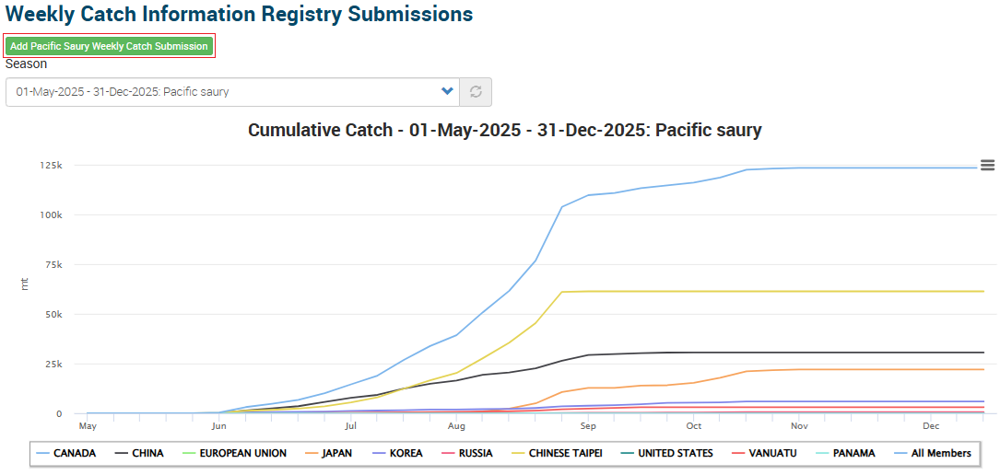 Weekly Catch Information Registry Submissions
Add Pacific Saury Weekly Catch Submission
Season
01-May-2025 - 31-Dec-2025: Pacific saury
Cumulative Catch - 01-May-2025 - 31-Dec-2025: Pacific saury
125k
100k
75k
50k
25k
0
mt
May Jun Jul Aug Sep Oct Nov Dec
CANADA CHINA EUROPEAN UNION JAPAN KOREA RUSSIA CHINESE TAIPEI UNITED STATES VANUATU PANAMA All Members